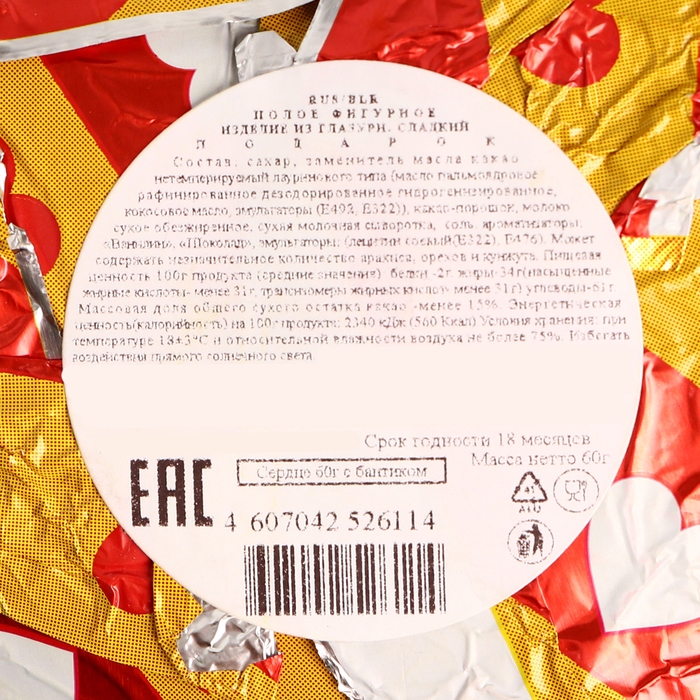 RUS/BLR
ПОЛОЕ ФИГУРНОЕ
ИЗДЕЛИЕ ИЗ ГЛАЗУРИ. СЛАДКИЙ
П О Д А Р О К
Состав: сахар, заменитель масла какао
нетемперируемый лауринового типа (масло пальмоядровое
рафинированное дезодорированное гидрогенизированное,
кокосовое масло, эмульгаторы (Е492, Е322)), какао-порошок, молоко
сухое обезжиренное, сухая молочная сыворотка, соль, ароматизаторы:
«Ванилин», «Шоколад», эмульгаторы: (лецитин соевый(Е322), Е476). Может
содержать незначительное количество арахиса, орехов и кунжута. Пищевая
ценность 100г продукта (средние значения): белки -2г, жиры-34г(насыщенные
жирные кислоты- менее 31г, трансизомеры жирных кислот- менее 31г) углеводы-61г.
Массовая доля общего сухого остатка какао -менее 15%. Энергетическая
ценность(калорийность) на 100г продукта: 2340 кДж (560 Ккал) Условия хранения: при
температуре 18±3°С и относительной влажности воздуха не более 75%. Избегать
воздействия прямого солнечного света.
Срок годности 18 месяцев
Масса нетто 60г
EAC
Сердце 60г с бантиком
41
ALU
4 607042 526114